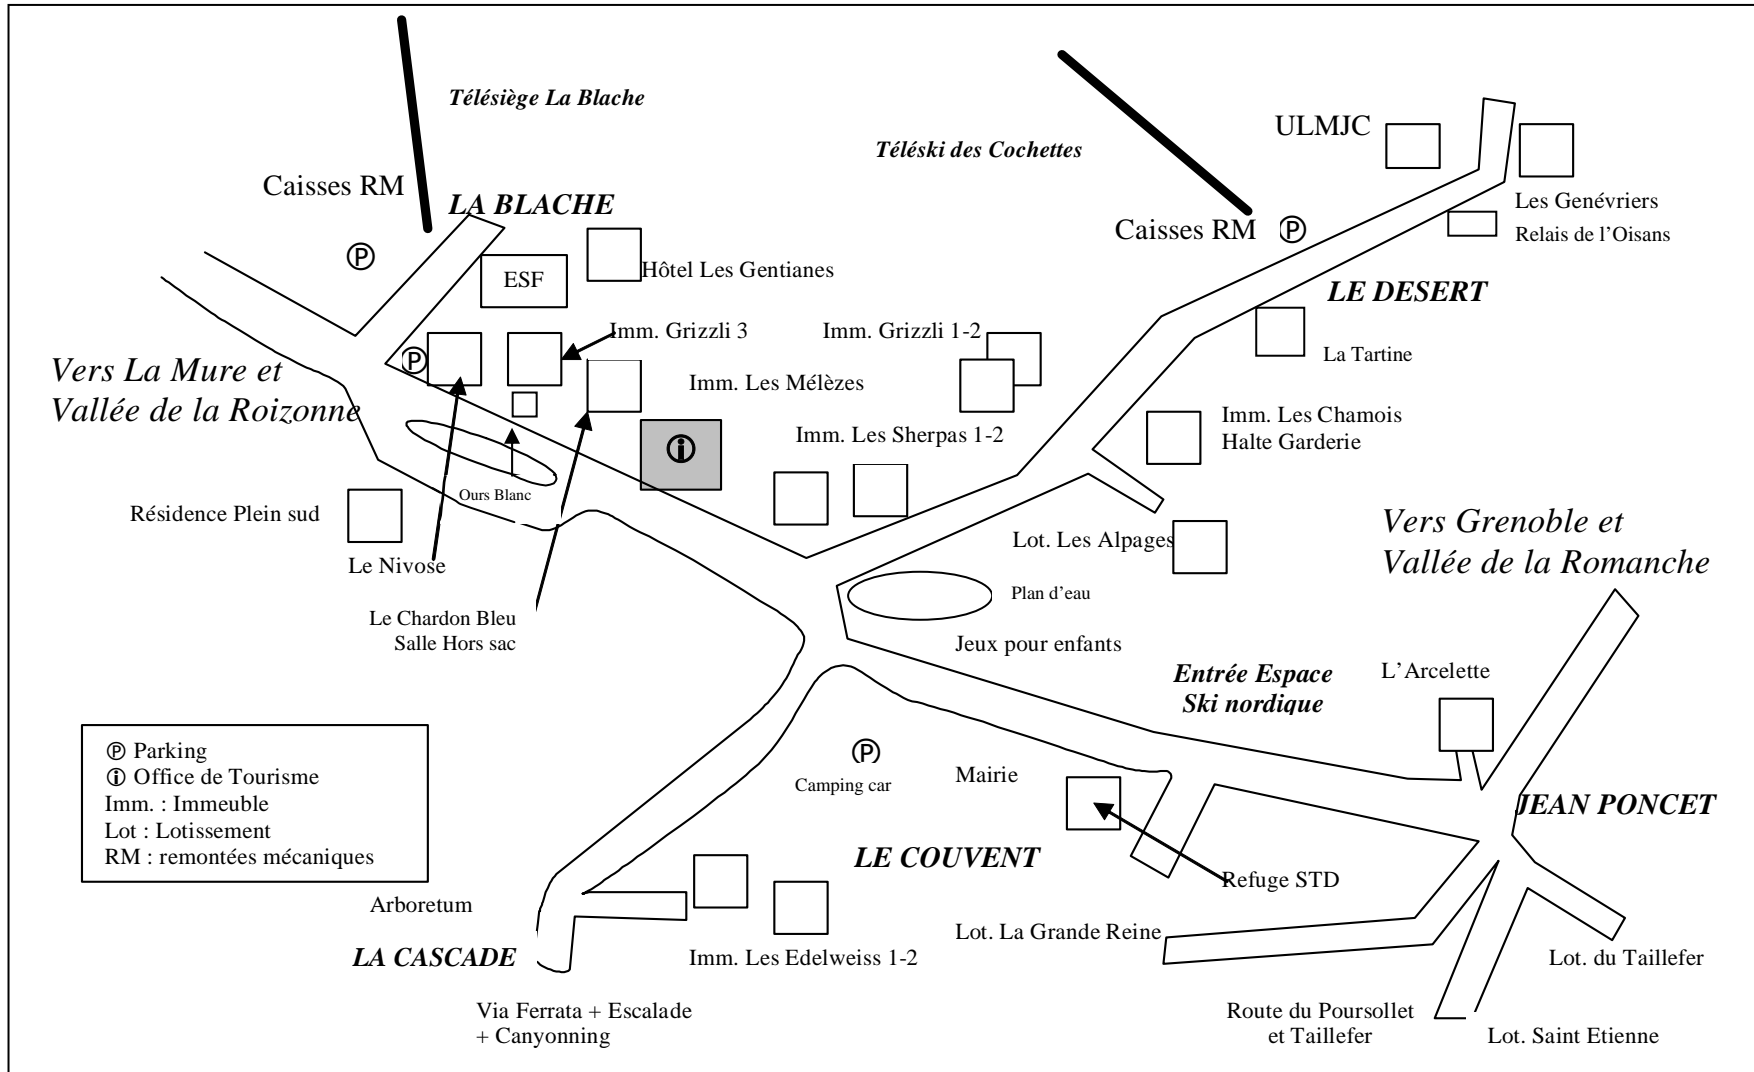 Télésiège La Blache
Téléski des Cochettes
ULMJC
Caisses RM
LA BLACHE
Caisses RM
Ⓟ
Les Genévriers
Relais de l’Oisans
Ⓟ
ESF
Hôtel Les Gentianes
LE DESERT
Imm. Grizzli 3
Imm. Grizzli 1-2
La Tartine
Ⓟ
Vers La Mure et
Vallée de la Roizonne
Imm. Les Mélèzes
Imm. Les Chamois
Halte Garderie
Imm. Les Sherpas 1-2
i
Ours Blanc
Résidence Plein sud
Vers Grenoble et
Vallée de la Romanche
Lot. Les Alpages
Le Nivose
Plan d’eau
Le Chardon Bleu
Salle Hors sac
Jeux pour enfants
Entrée Espace
Ski nordique
L’Arcelette
Ⓟ Parking
i Office de Tourisme
Imm. : Immeuble
Lot : Lotissement
RM : remontées mécaniques
Ⓟ
Camping car
Mairie
JEAN PONCET
LE COUVENT
Refuge STD
Arboretum
Lot. La Grande Reine
LA CASCADE
Imm. Les Edelweiss 1-2
Lot. du Taillefer
Via Ferrata + Escalade
+ Canyonning
Route du Poursollet
et Taillefer
Lot. Saint Etienne